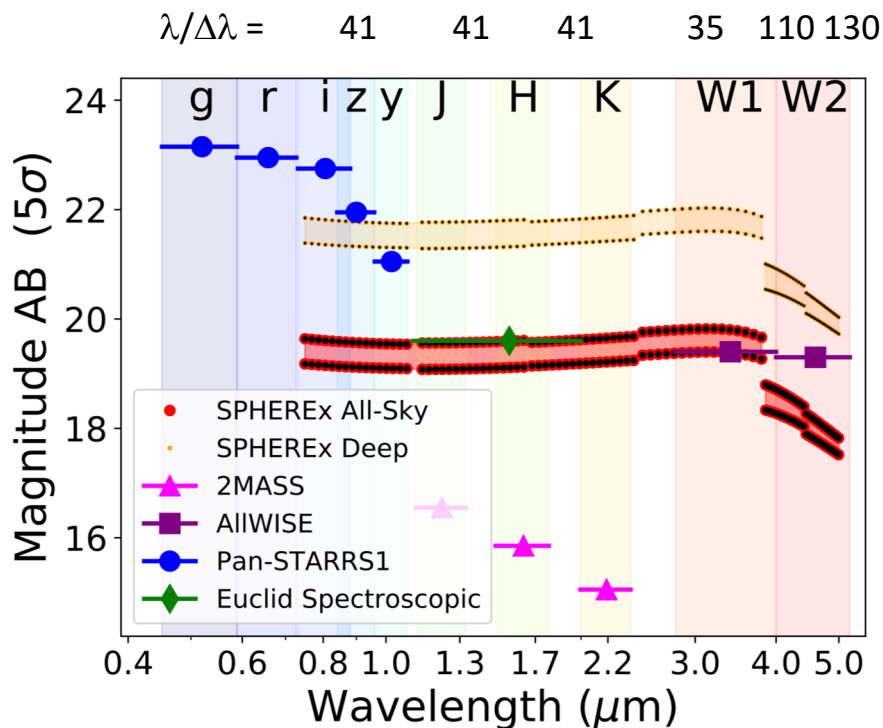 λ/Δλ = 41 41 41 35 110 130
g r i z y J H K W1 W2
24
22
20
18
16
Magnitude AB (5σ)
SPHEREx All-Sky
SPHEREx Deep
2MASS
AllWISE
Pan-STARRS1
Euclid Spectroscopic
0.4 0.6 0.8 1.0 1.3 1.7 2.2 3.0 4.0 5.0
Wavelength (μm)